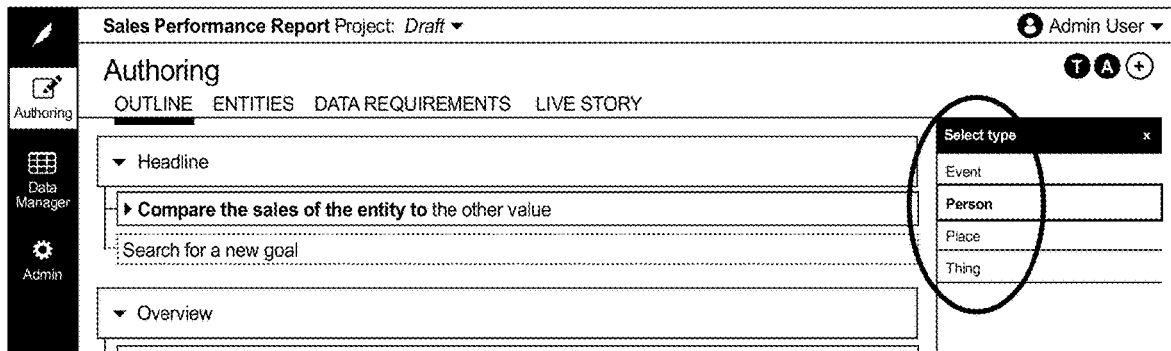 Sales Performance Report Project: Draft
Admin User
Authoring
T A +
OUTLINE ENTITIES DATA REQUIREMENTS LIVE STORY
Authoring
Data
Manager
Admin
Headline
Compare the sales of the entity to the other value
Search for a new goal
Overview
Select type x
Event
Person
Place
Thing